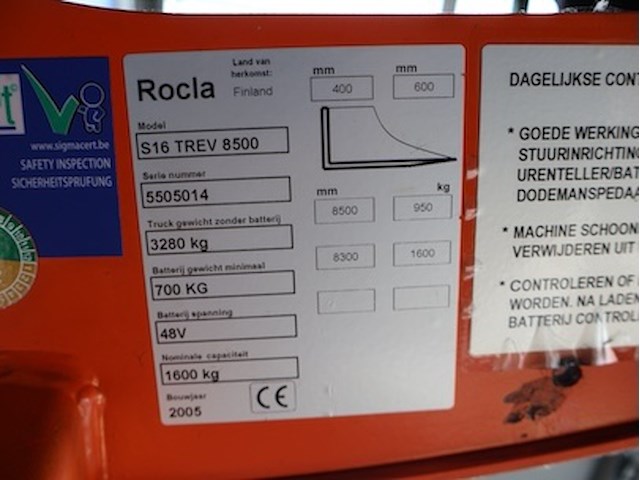 www.sigmacert.be
SAFETY INSPECTION
SICHERHEITSPRUFUNG
Rocla
Land van
herkomst:
Finland
Model
S16 TREV 8500
Serie nummer
5505014
Truck gewicht zonder batterij
3280 kg
Batterij gewicht minimaal
700 KG
Batterij spanning
48V
Nominale capaciteit
1600 kg
Bouwjaar
2005
CE
mm mm
400 600
mm kg
8500 950
8300 1600
DAGELIJKSE CONT
* GOEDE WERKING
STUURINRICHTING
URENTELLER/BAT
DODEMANSPEDAA
* MACHINE SCHOON
VERWIJDEREN UIT
* CONTROLEREN OF
WORDEN. NA LADEN
BATTERIJ CONTROL